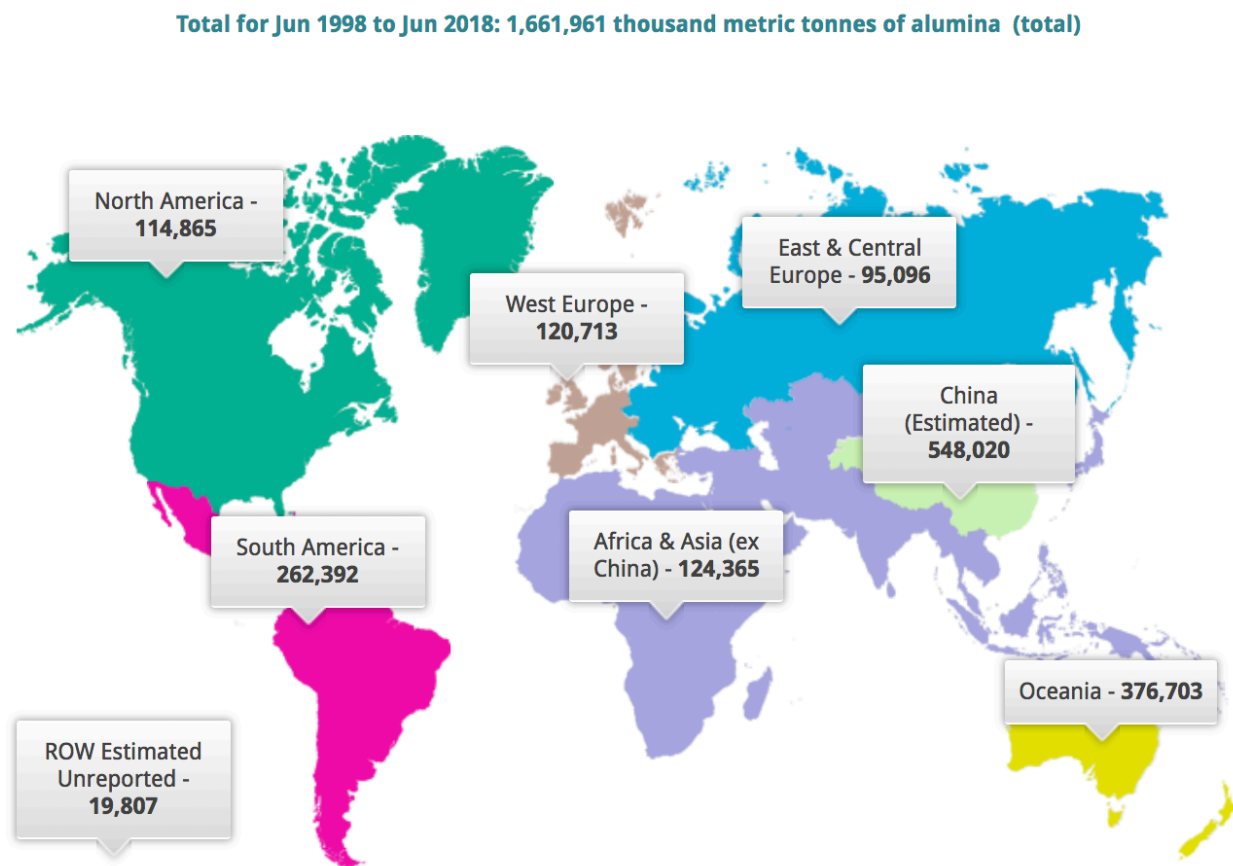 Total for Jun 1998 to Jun 2018: 1,661,961 thousand metric tonnes of alumina (total)
North America -
114,865
East & Central
Europe - 95,096
West Europe -
120,713
China
(Estimated) -
548,020
South America -
262,392
Africa & Asia (ex
China) - 124,365
Oceania - 376,703
ROW Estimated
Unreported -
19,807